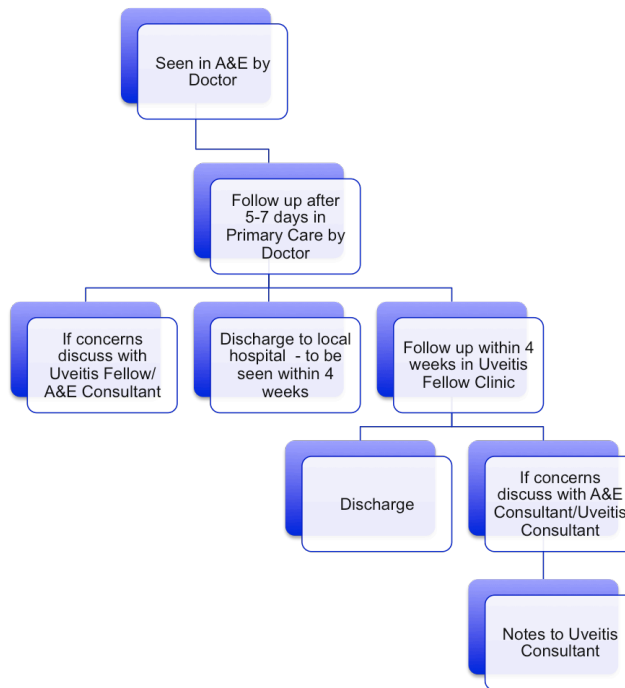 Seen in A&E by
Doctor
Follow up after
5-7 days in
Primary Care by
Doctor
If concerns
discuss with
Uveitis Fellow/
A&E Consultant
Discharge to local
hospital - to be
seen within 4
weeks
Follow up within 4
weeks in Uveitis
Fellow Clinic
Discharge
If concerns
discuss with A&E
Consultant/Uveitis
Consultant
Notes to Uveitis
Consultant